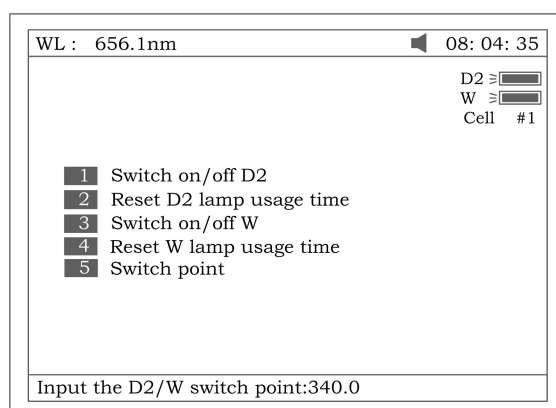 WL : 656.1nm 08: 04: 35
D2
W
Cell #1
1 Switch on/off D2
2 Reset D2 lamp usage time
3 Switch on/off W
4 Reset W lamp usage time
5 Switch point
Input the D2/W switch point:340.0